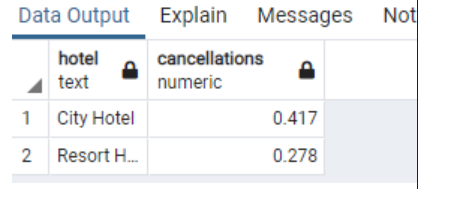 Data Output Explain Messages Not
hotel cancellations
text numeric
1 City Hotel 0.417
2 Resort H... 0.278